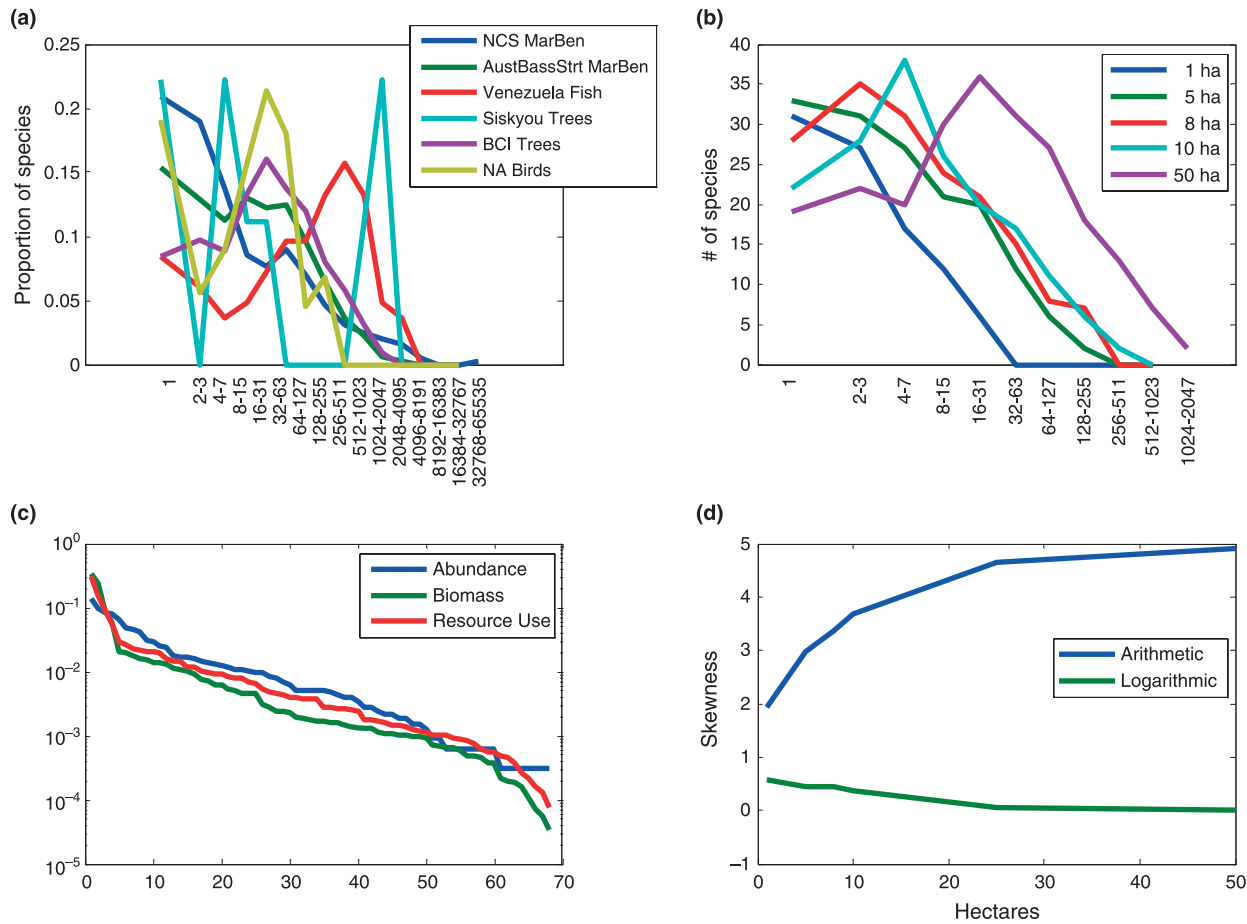 (a)
0.25
0.2
0.15
0.1
0.05
0
Proportion of species
NCS MarBen
AustBassStrt MarBen
Venezuela Fish
Siskyou Trees
BCI Trees
NA Birds
1
2-3
4-7
8-15
16-31
32-63
64-127
128-255
256-511
512-1023
1024-2047
2048-4095
4096-8191
8192-16383
16384-32767
32768-65535
(b)
40
35
30
25
20
15
10
5
0
# of species
1 ha
5 ha
8 ha
10 ha
50 ha
1
2-3
4-7
8-15
16-31
32-63
64-127
128-255
256-511
512-1023
1024-2047
(c)
10⁰
10⁻¹
10⁻²
10⁻³
10⁻⁴
10⁻⁵
Abundance
Biomass
Resource Use
0 10 20 30 40 50 60 70
(d)
5
4
3
2
1
0
–1
Skewness
Arithmetic
Logarithmic
0 10 20 30 40 50
Hectares